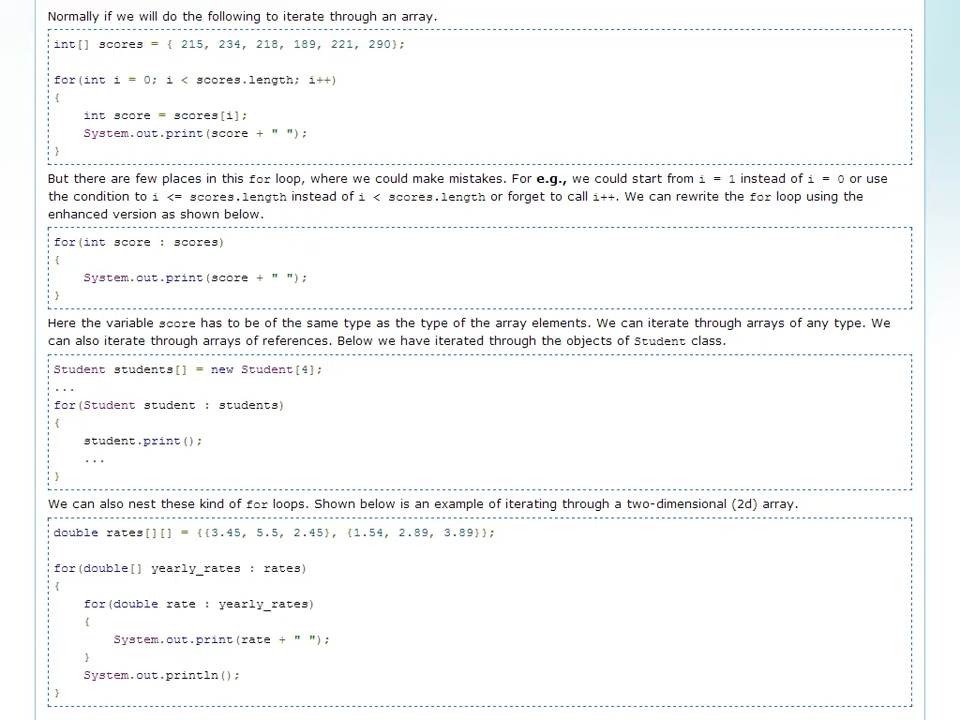 Normally if we will do the following to iterate through an array.
int[] scores = { 215, 234, 218, 189, 221, 290};
for(int i = 0; i < scores.length; i++)
{
int score = scores[i];
System.out.print(score + " ");
}
But there are few places in this for loop, where we could make mistakes. For e.g., we could start from i = 1 instead of i = 0 or use
the condition to i <= scores.length instead of i < scores.length or forget to call i++. We can rewrite the for loop using the
enhanced version as shown below.
for(int score : scores)
{
System.out.print(score + " ");
}
Here the variable score has to be of the same type as the type of the array elements. We can iterate through arrays of any type. We
can also iterate through arrays of references. Below we have iterated through the objects of Student class.
Student students[] = new Student[4];
...
for(Student student : students)
{
student.print();
...
}
We can also nest these kind of for loops. Shown below is an example of iterating through a two-dimensional (2d) array.
double rates[][] = {{3.45, 5.5, 2.45}, {1.54, 2.89, 3.89}};
for(double[] yearly_rates : rates)
{
for(double rate : yearly_rates)
{
System.out.print(rate + " ");
}
System.out.println();
}